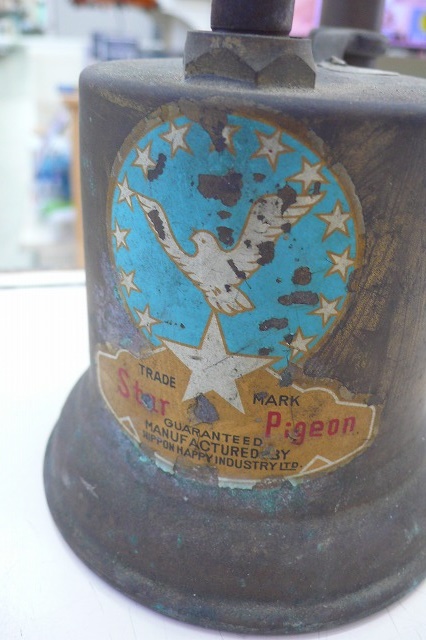 TRADE MARK
Star Pigeon
GUARANTEED
MANUFACTURED BY
NIPPON HAPPY INDUSTRY LTD.